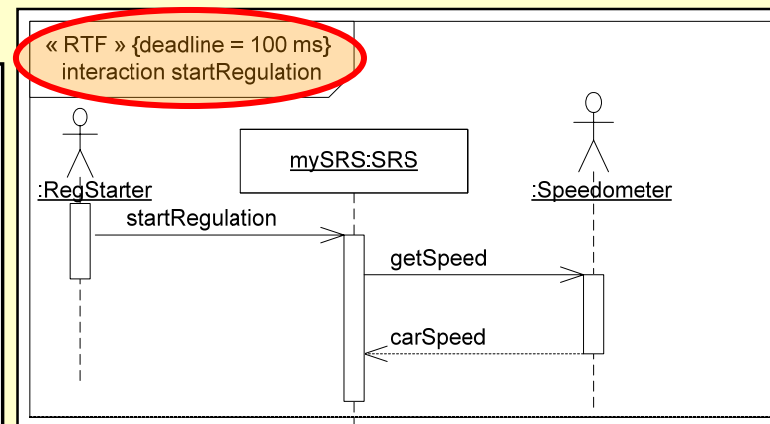 « RTF » {deadline = 100 ms}
interaction startRegulation
mySRS:SRS
:RegStarter
:Speedometer
startRegulation
getSpeed
carSpeed